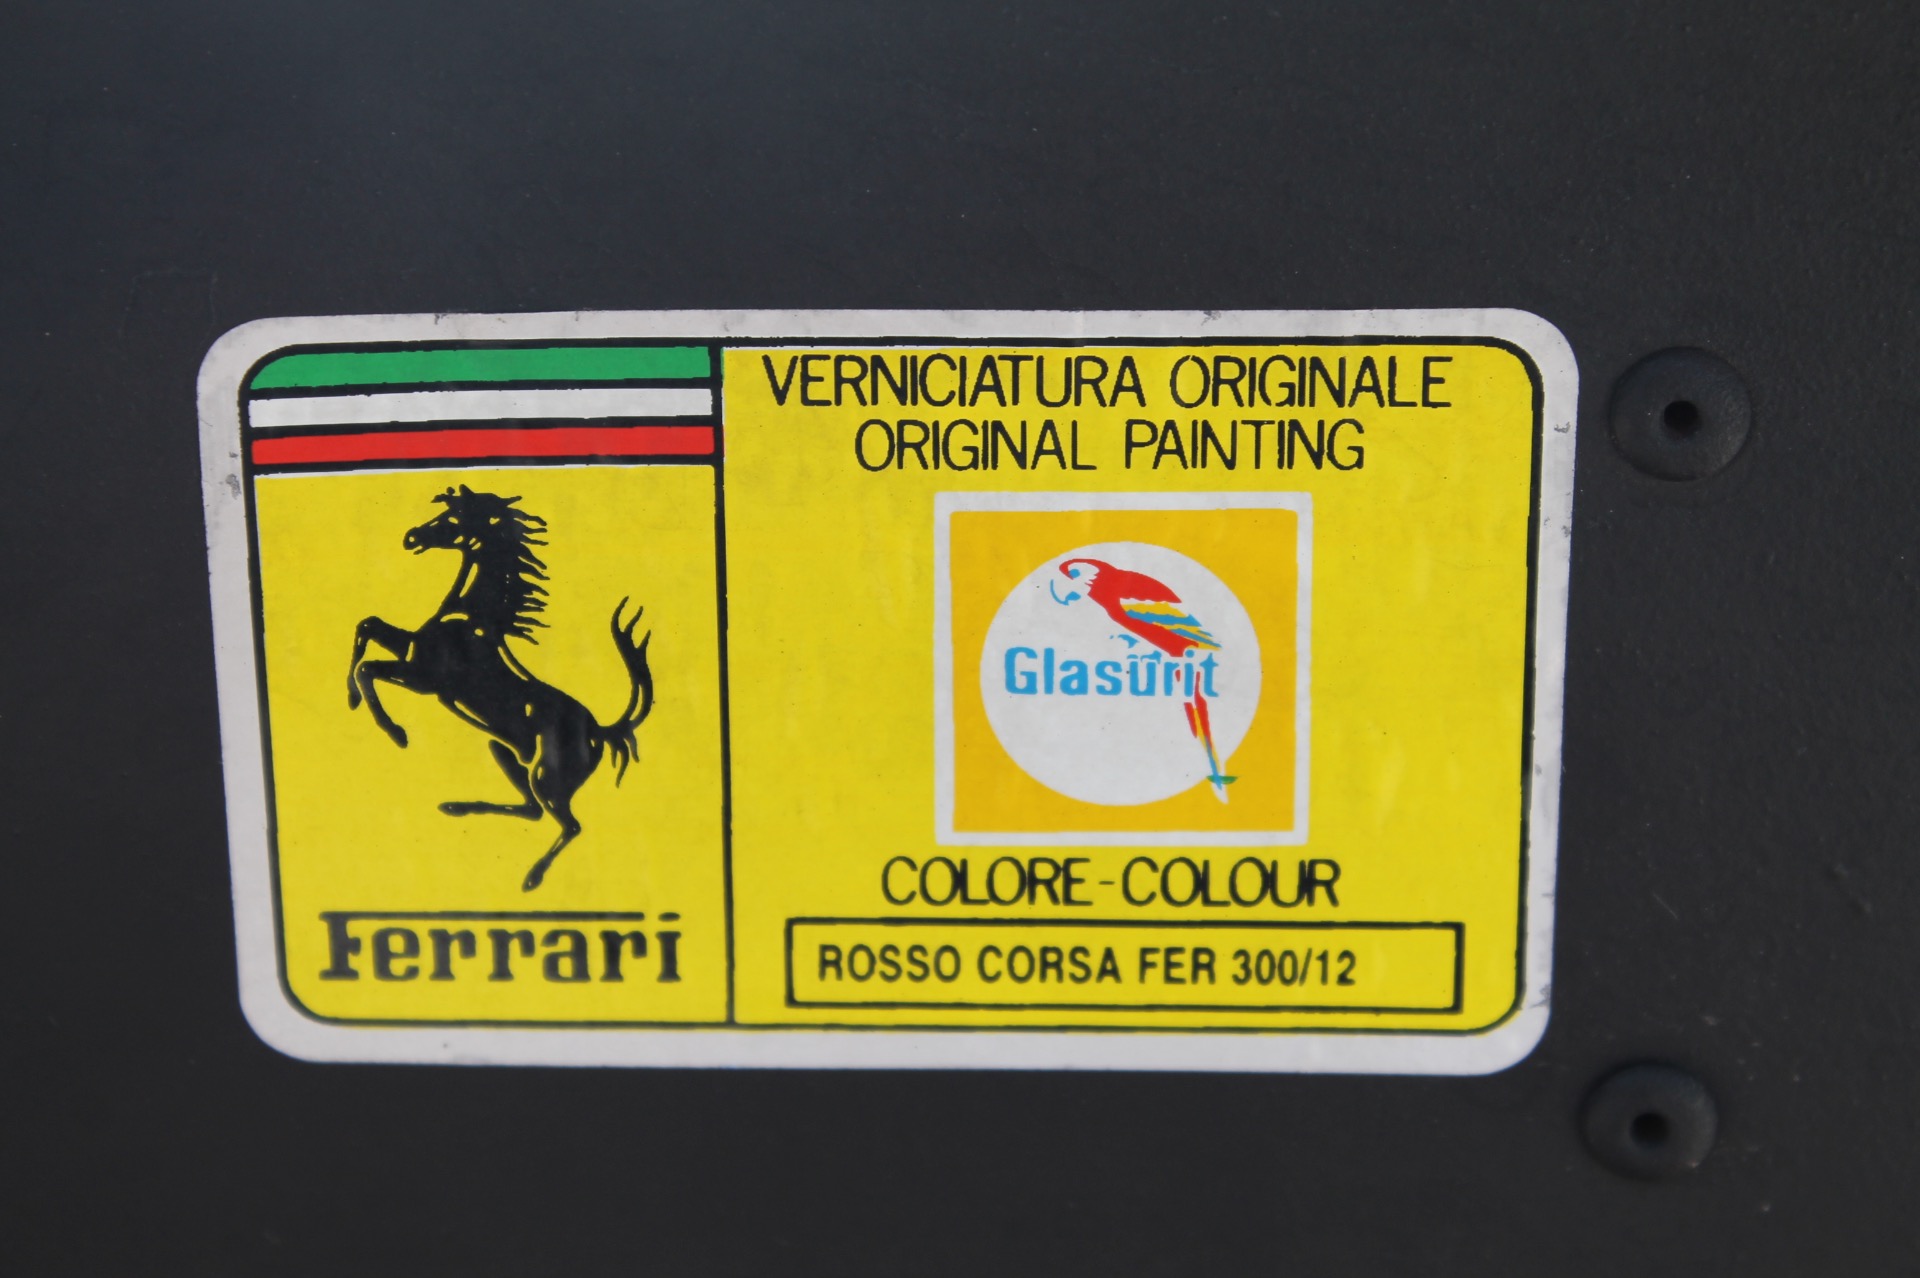 VERNICIATURA ORIGINALE
ORIGINAL PAINTING
Glasurit
COLORE-COLOUR
ROSSO CORSA FER 300/12
Ferrari